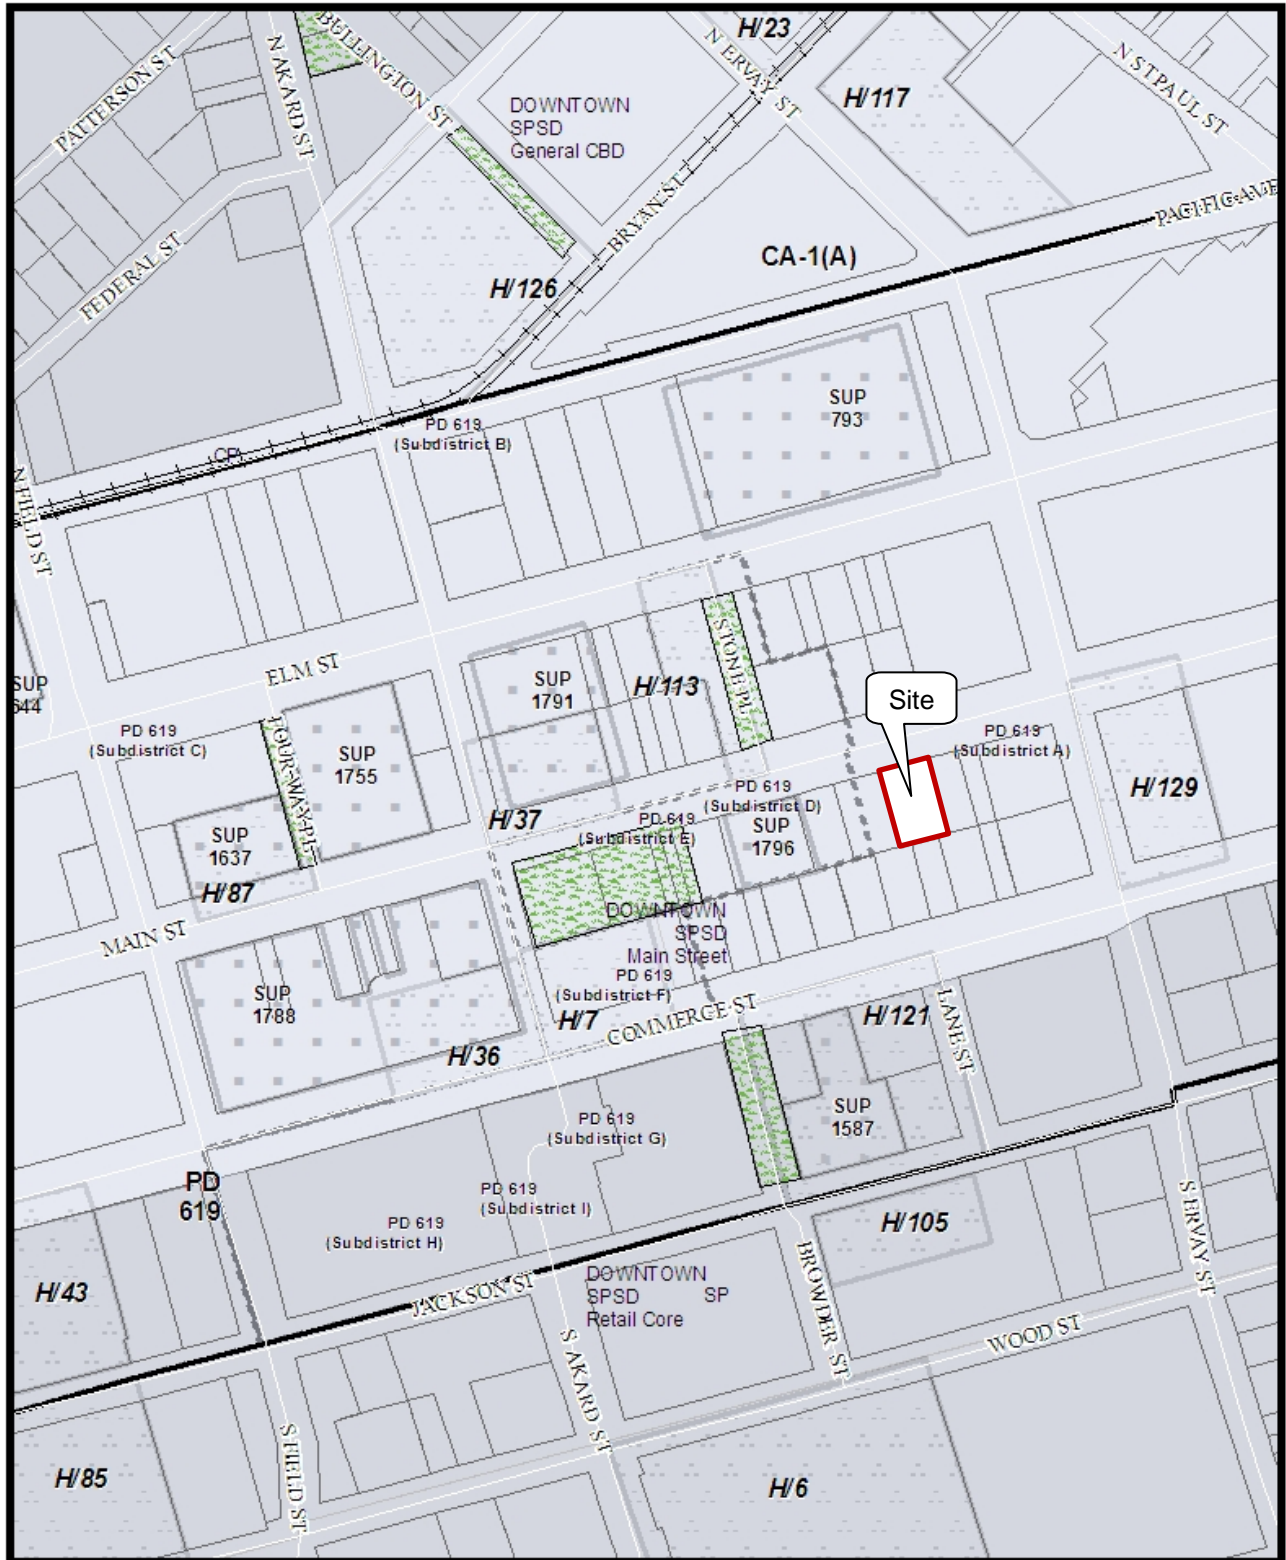 H/23
BULLINGTON ST
N AKARD ST
N ERVAY ST
N ST PAUL ST
PATTERSON ST
H/117
DOWNTOWN
SPSD
General CBD
BRYAN ST
PACIFIC AVE
FEDERAL ST
CA-1(A)
H/126
SUP
793
PD 619
(Subdistrict B)
CP
N FIELD ST
STONE PL
ELM ST
SUP
1791
H/113
SUP
644
Site
PD 619
(Subdistrict C)
FOUR WAY PL
SUP
1755
PD 619
(Subdistrict A)
H/129
PD 619
(Subdistrict D)
H/37
PD 619
(Subdistrict E)
SUP
1796
SUP
1637
H/87
MAIN ST
DOWNTOWN
SPSD
Main Street
PD 619
(Subdistrict F)
SUP
1788
H/7
COMMERCE ST
H/121
LANE ST
H/36
SUP
1587
PD 619
(Subdistrict G)
PD
619
PD 619
(Subdistrict I)
PD 619
(Subdistrict H)
H/105
S ERVAY ST
H/43
JACKSON ST
DOWNTOWN
SPSD SP
Retail Core
BROWDER ST
WOOD ST
S AKARD ST
S FIELD ST
H/85
H/6